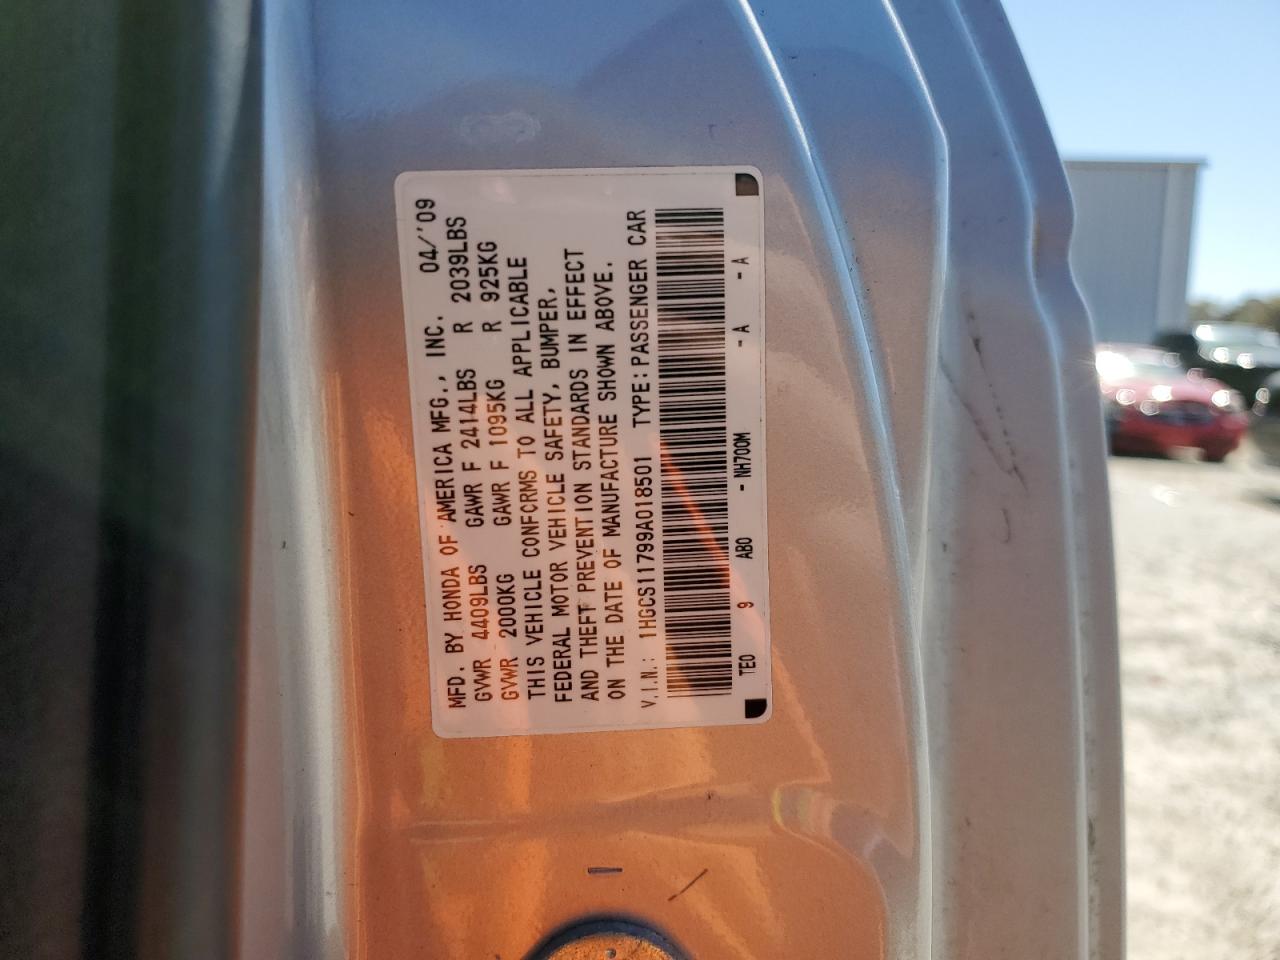 MFD. BY HONDA OF AMERICA MFG., INC. 04/'09
GVWR 4409LBS GAWR F 2414LBS R 2039LBS
GVWR 2000KG GAWR F 1095KG R 925KG
THIS VEHICLE CONFORMS TO ALL APPLICABLE
FEDERAL MOTOR VEHICLE SAFETY, BUMPER,
AND THEFT PREVENTION STANDARDS IN EFFECT
ON THE DATE OF MANUFACTURE SHOWN ABOVE.
V.I.N.: 1HGCS11799A018501 TYPE:PASSENGER CAR
TE0 9 AB0 - NH700M - A - A